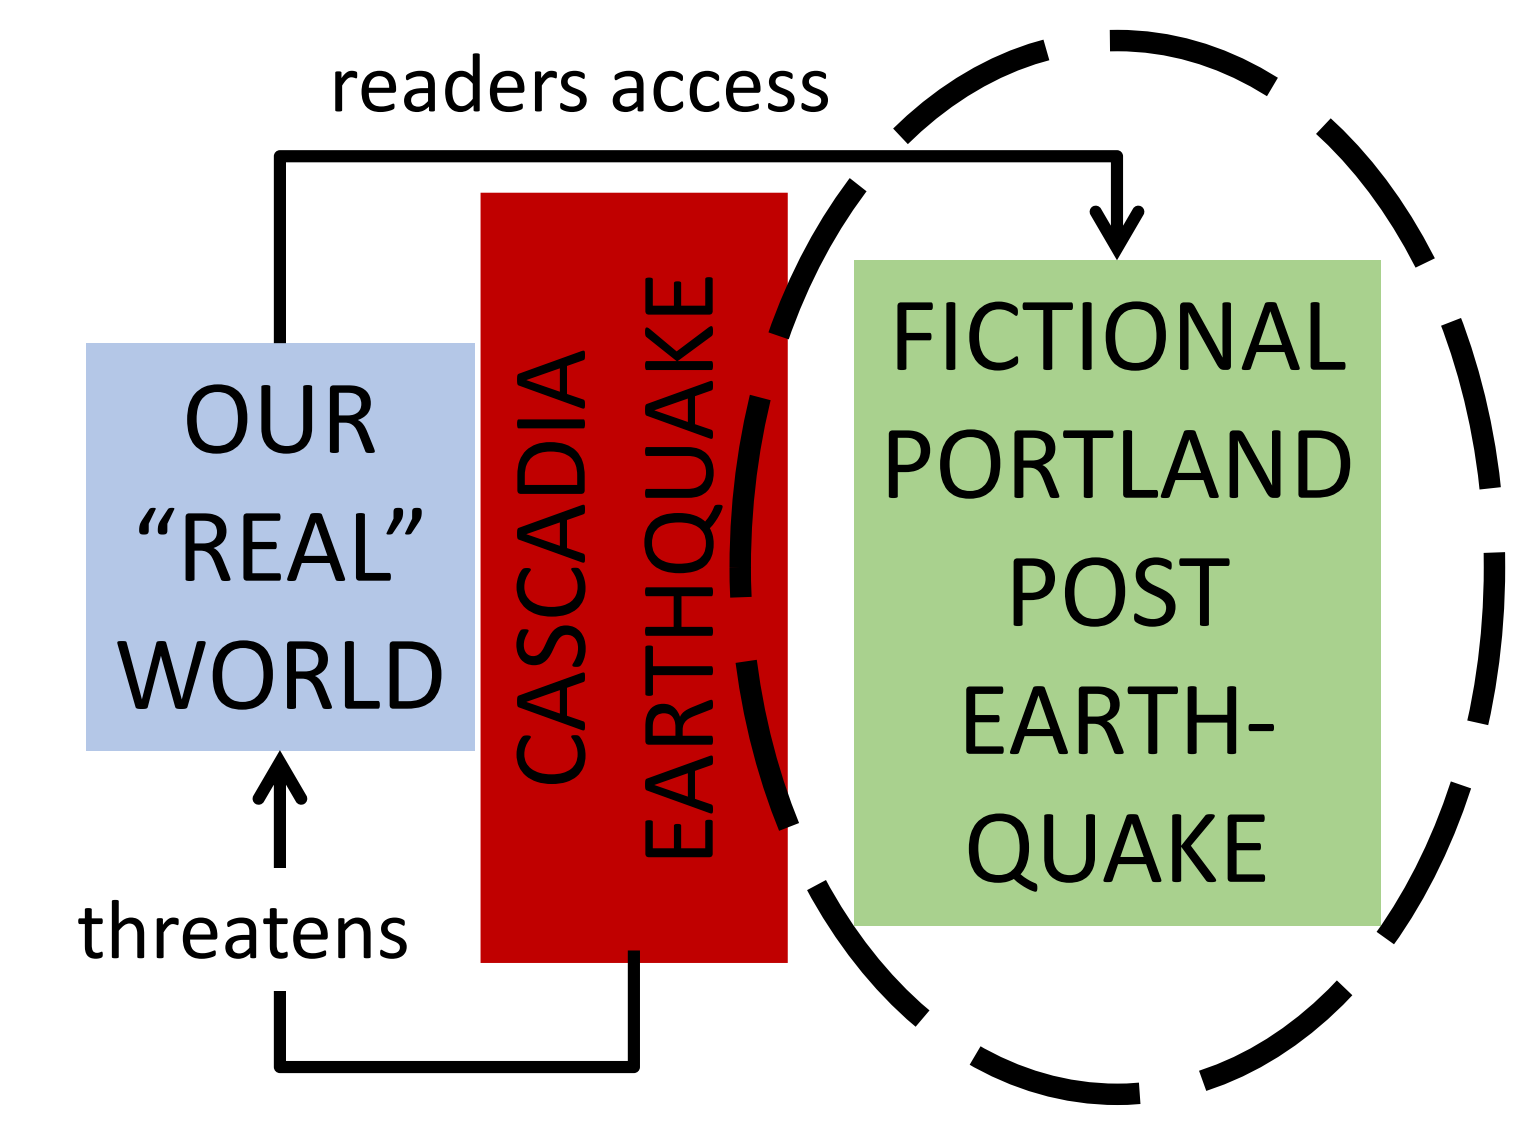 readers access
OUR
“REAL”
WORLD
CASCADIA
EARTHQUAKE
FICTIONAL
PORTLAND
POST
EARTH-
QUAKE
threatens